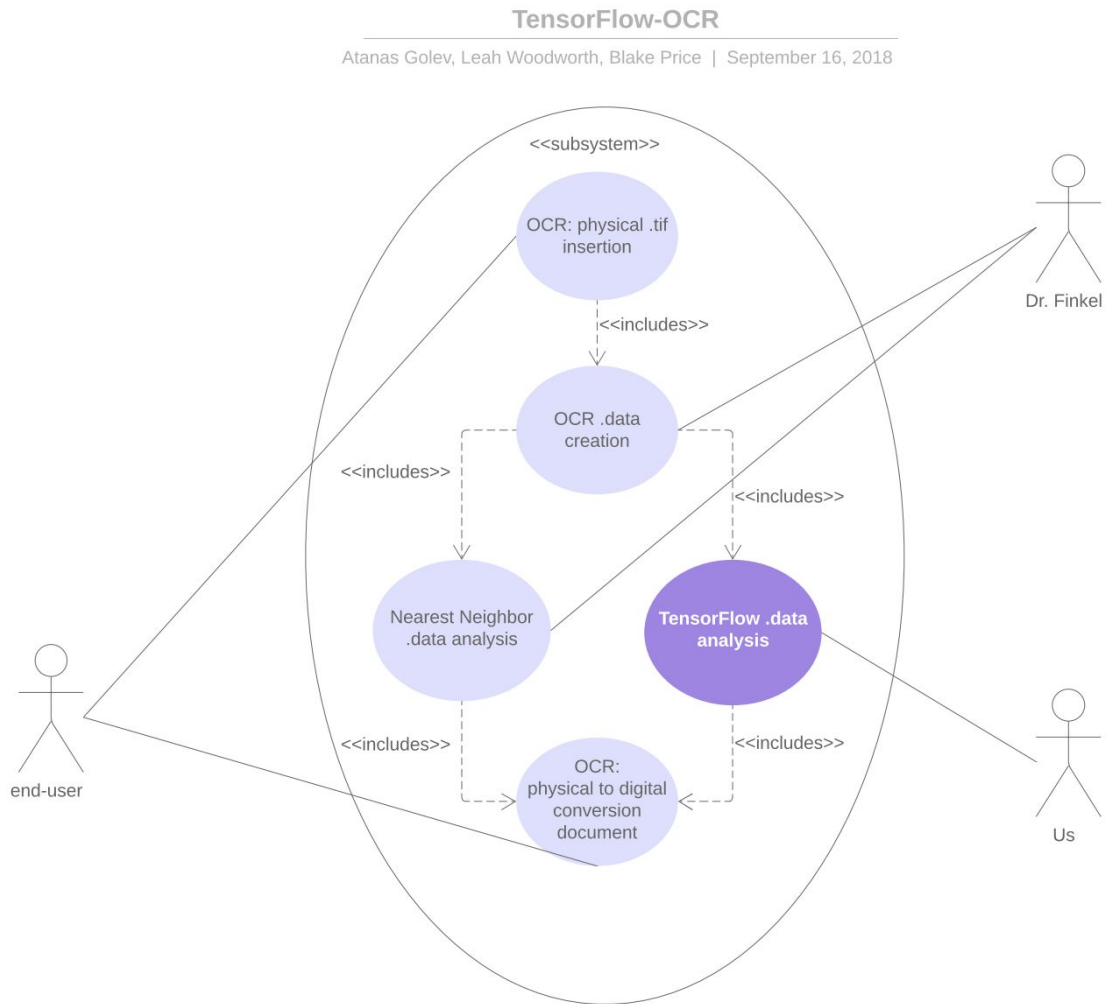 TensorFlow-OCR
Atanas Golev, Leah Woodworth, Blake Price | September 16, 2018
<<subsystem>>
OCR: physical .tif
insertion
Dr. Finkel
<<includes>>
OCR .data
creation
<<includes>>
<<includes>>
Nearest Neighbor
.data analysis
TensorFlow .data
analysis
<<includes>>
<<includes>>
OCR:
physical to digital
conversion
document
end-user
Us